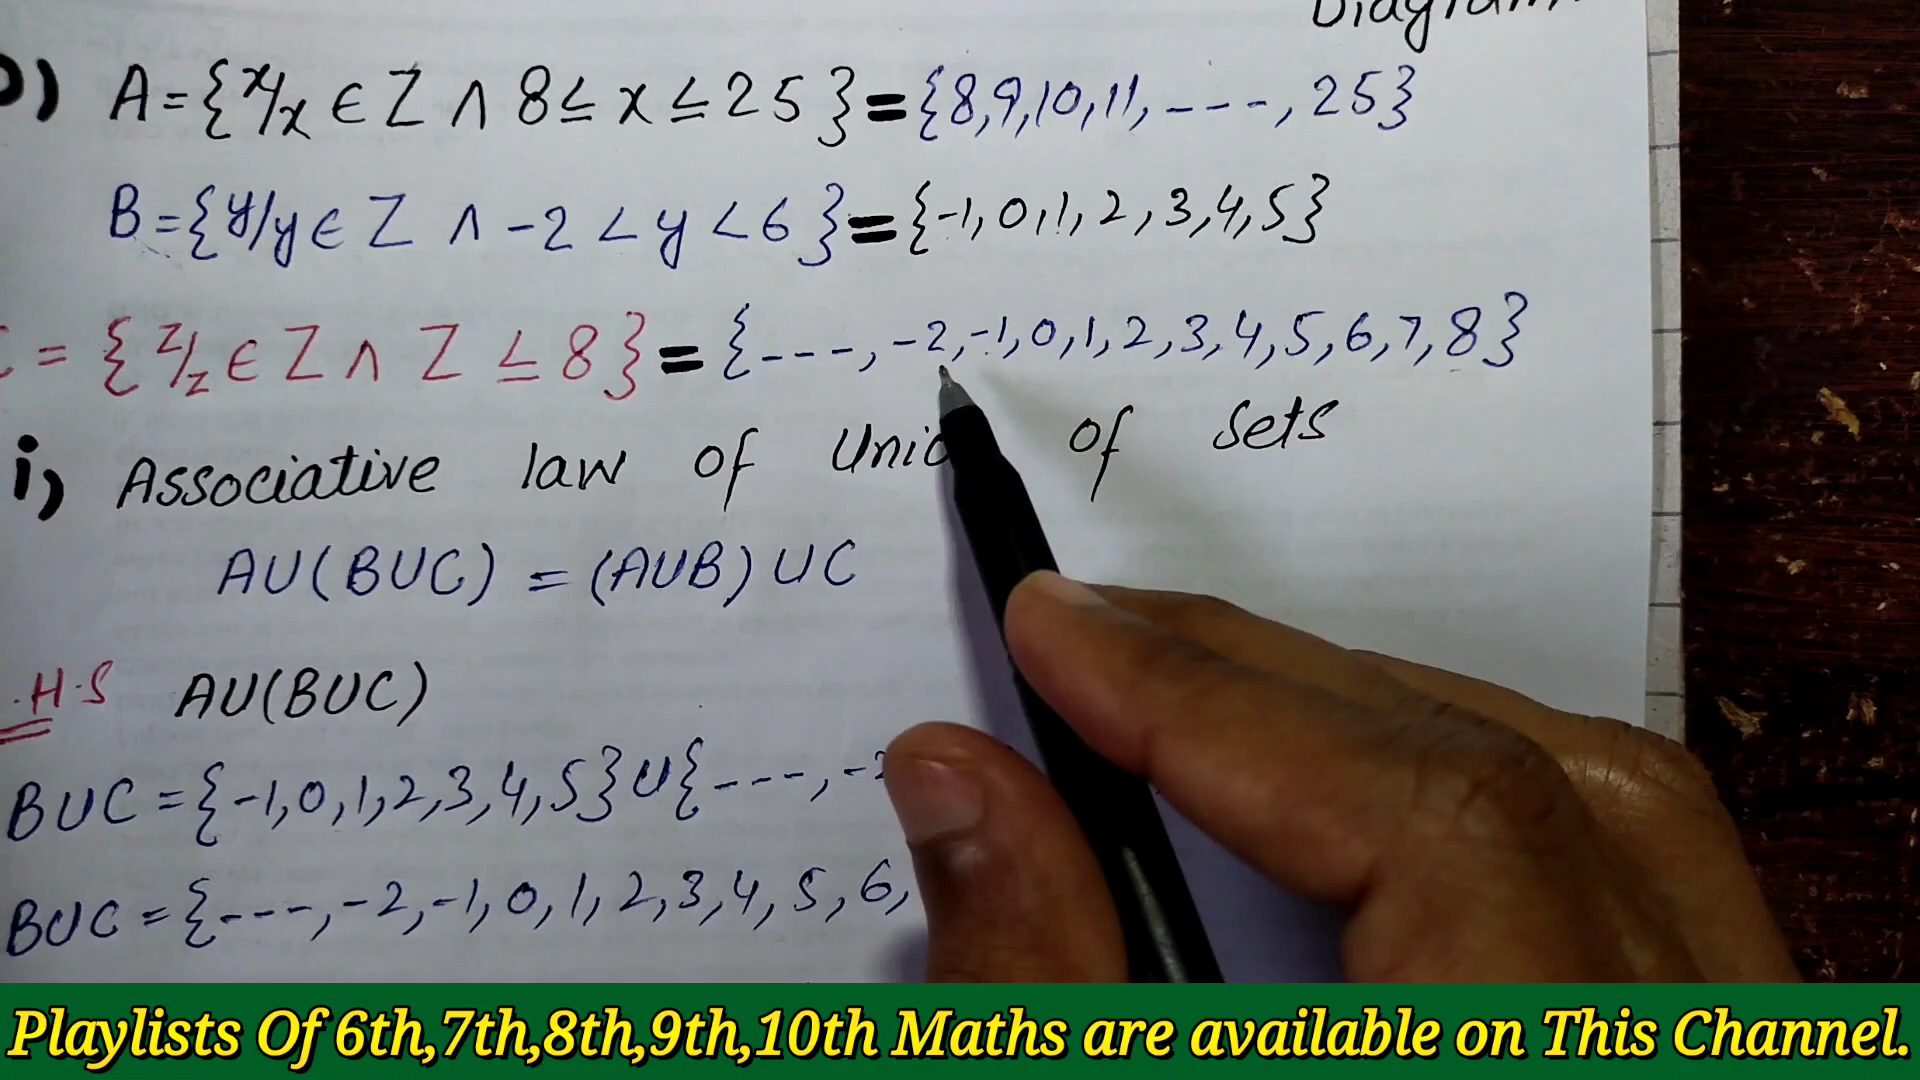 Diagram.
) A={x/x ∈ Z ∧ 8≤ x ≤ 25}={8,9,10,11,---,25}
B={y/y ∈ Z ∧ -2 < y < 6}={-1,0,1,2,3,4,5}
= {z/z ∈ Z ∧ Z ≤ 8}={---,-2,-1,0,1,2,3,4,5,6,7,8}
i) Associative law of Unio of Sets
AU(BUC) = (AUB)UC
.H.S AU(BUC)
BUC={-1,0,1,2,3,4,5}U{---,-2
BUC={---,-2,-1,0,1,2,3,4,5,6,
Playlists Of 6th,7th,8th,9th,10th Maths are available on This Channel.